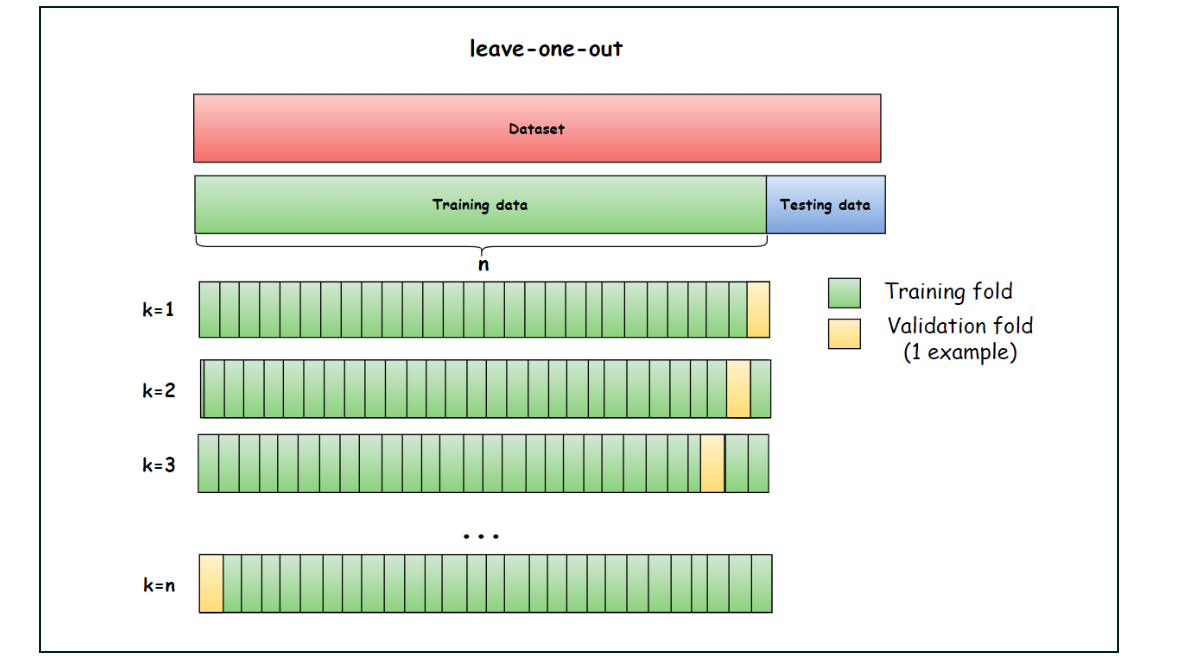 leave-one-out
Dataset
Training data
Testing data
n
k=1
Training fold
Validation fold
(1 example)
k=2
k=3
...
k=n